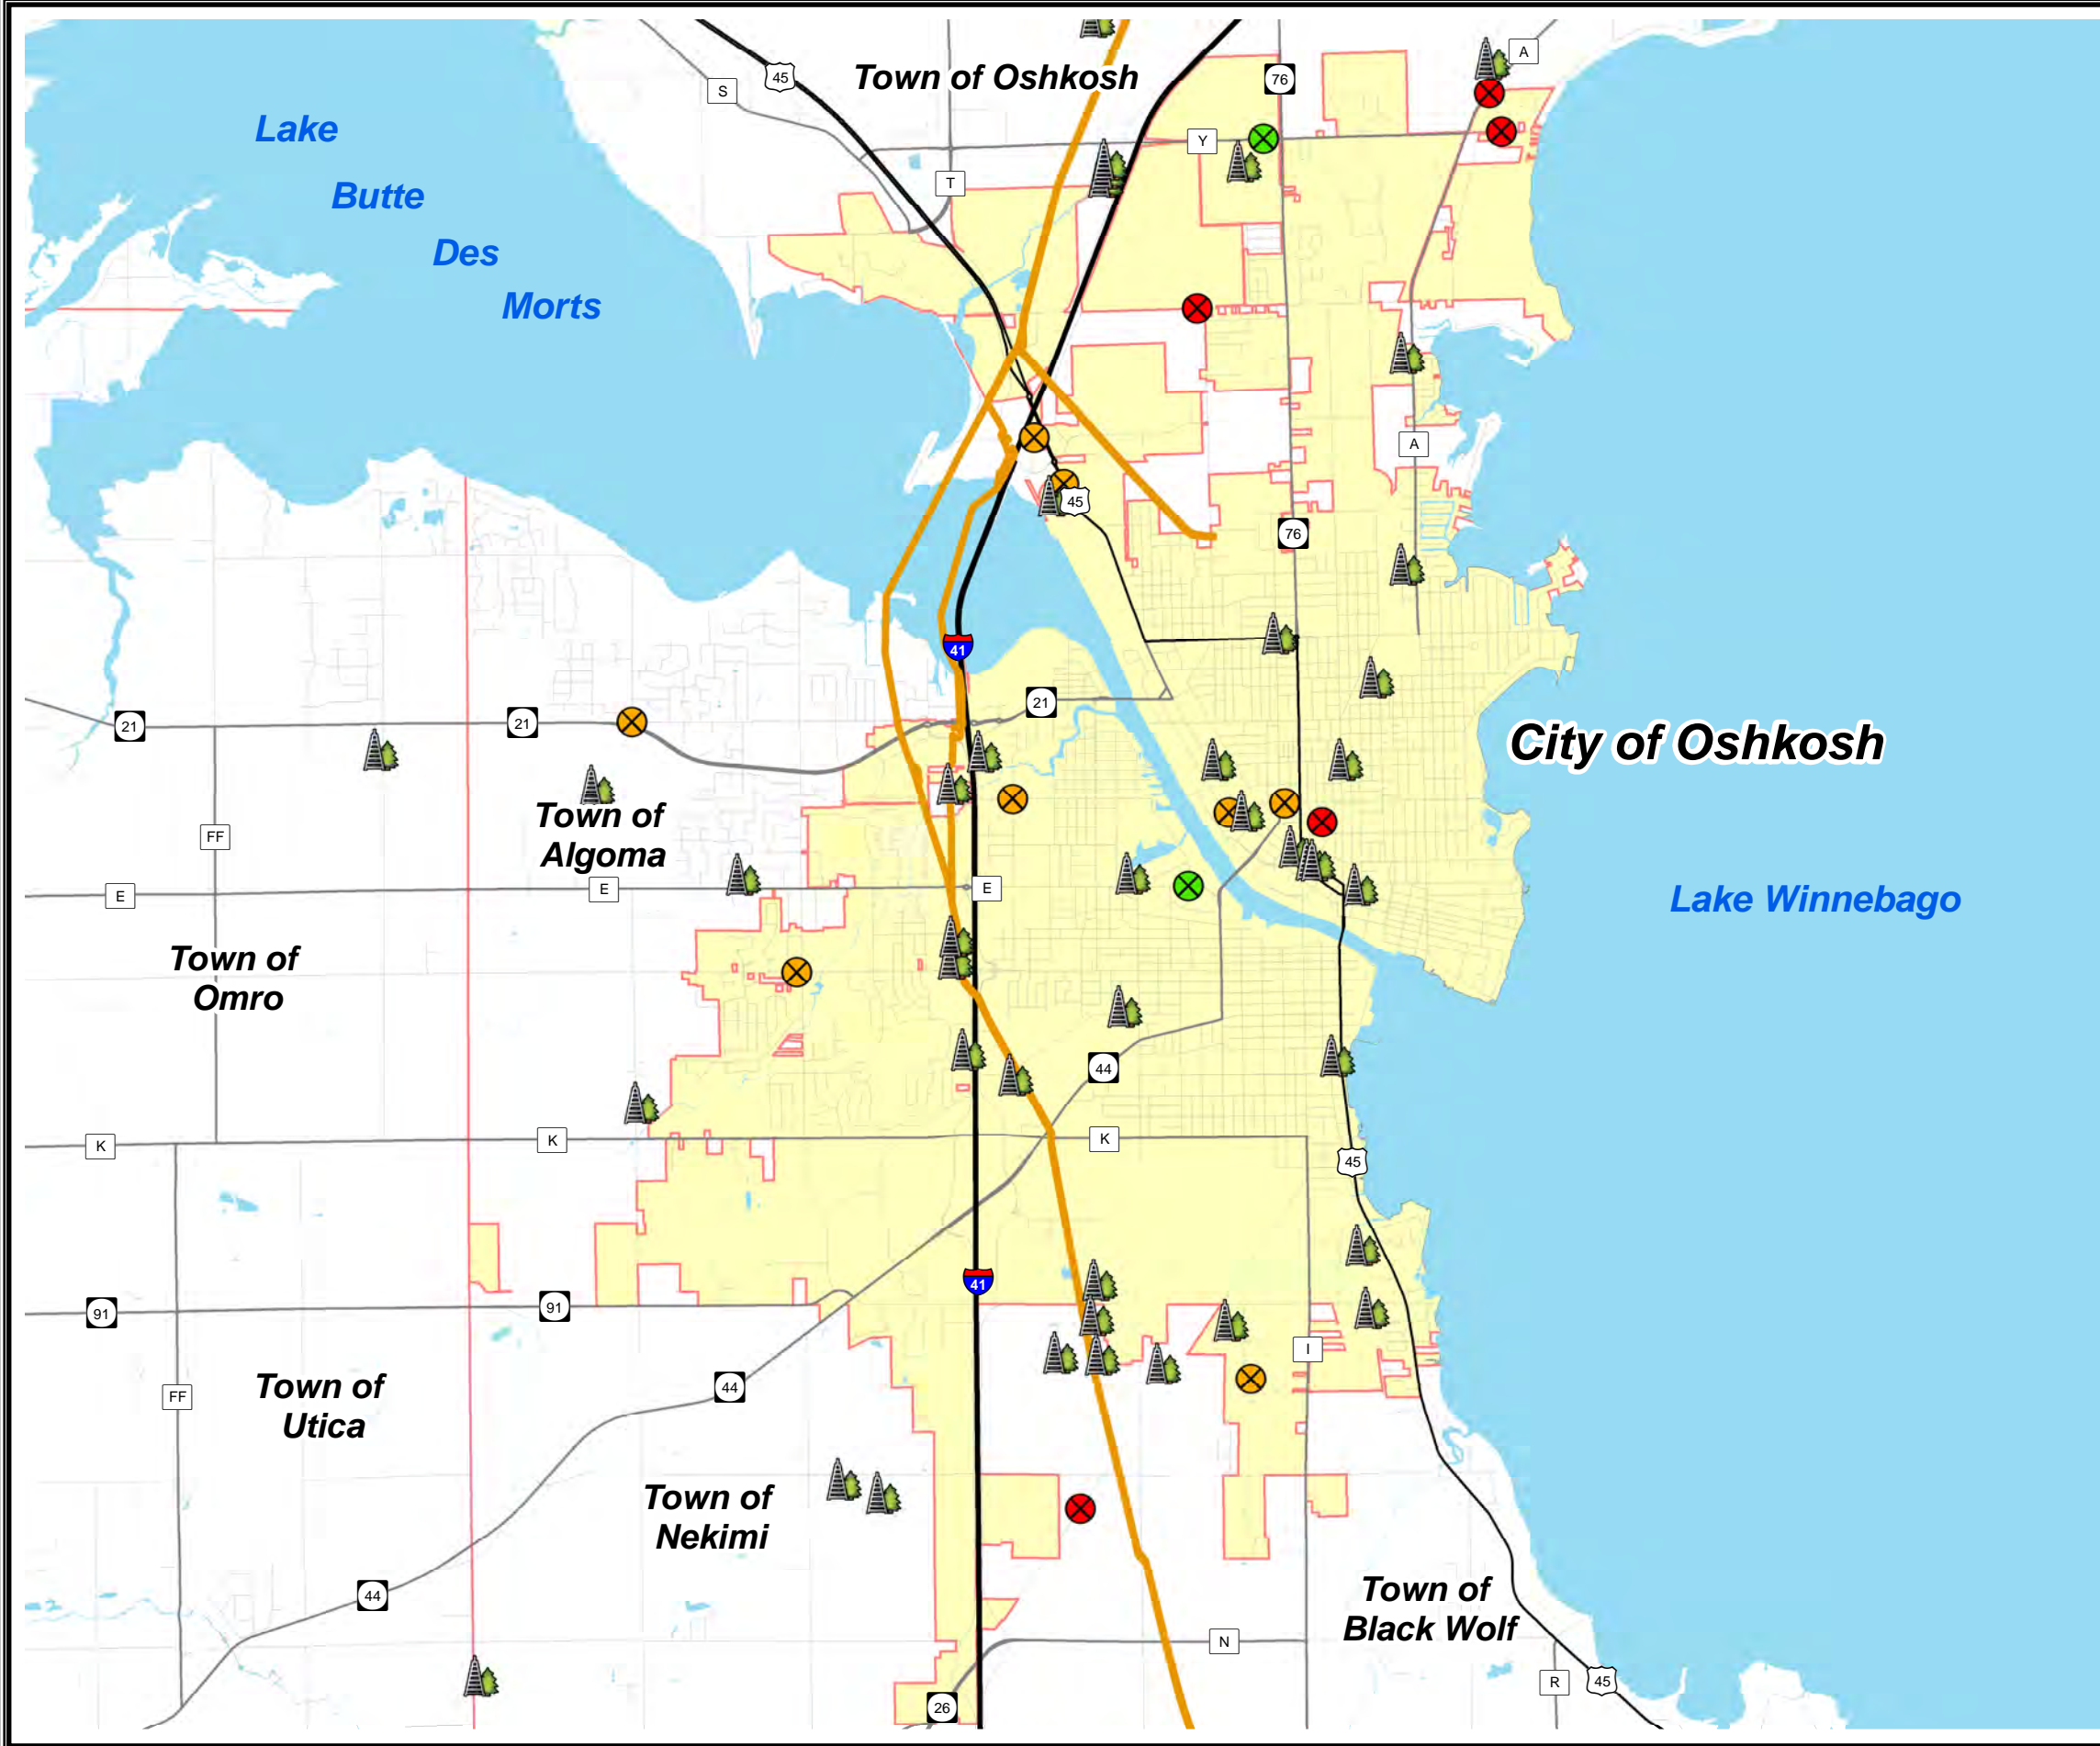 A
45
Town of Oshkosh
76
S
Lake
Y
T
Butte
Des
Morts
A
45
76
41
21
21
21
City of Oshkosh
Town of
Algoma
FF
E
E
E
Lake Winnebago
Town of
Omro
44
K
K
K
45
41
91
91
I
Town of
Utica
FF
44
Town of
Nekimi
44
Town of
Black Wolf
N
R
45
26